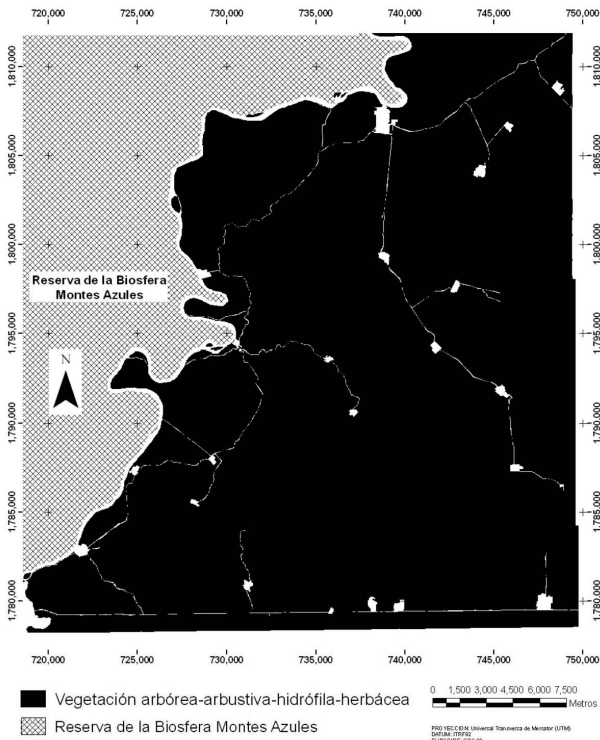 720,000 725,000 730,000 735,000 740,000 745,000 750,000
1,810,000 1,810,000
1,805,000 1,805,000
1,800,000 1,800,000
Reserva de la Biosfera
Montes Azules
1,795,000 1,795,000
N
1,790,000 1,790,000
1,785,000 1,785,000
1,780,000 1,780,000
720,000 725,000 730,000 735,000 740,000 745,000 750,000
Vegetación arbórea-arbustiva-hidrófila-herbácea
Reserva de la Biosfera Montes Azules
0 1,500 3,000 4,500 6,000 7,500
Metros
PROYECCIÓN: Universal Transversa de Mercator (UTM)
DATUM: ITRF92